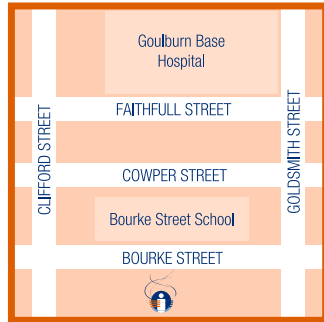 Goulburn Base
Hospital
FAITHFULL STREET
CLIFFORD STREET
GOLDSMITH STREET
COWPER STREET
Bourke Street School
BOURKE STREET
i